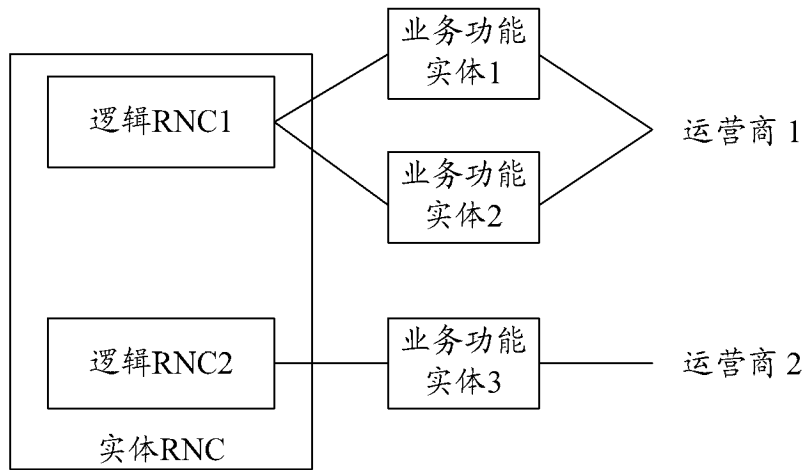 业务功能
实体1
逻辑RNC1
运营商 1
业务功能
实体2
逻辑RNC2
业务功能
实体3
运营商 2
实体RNC